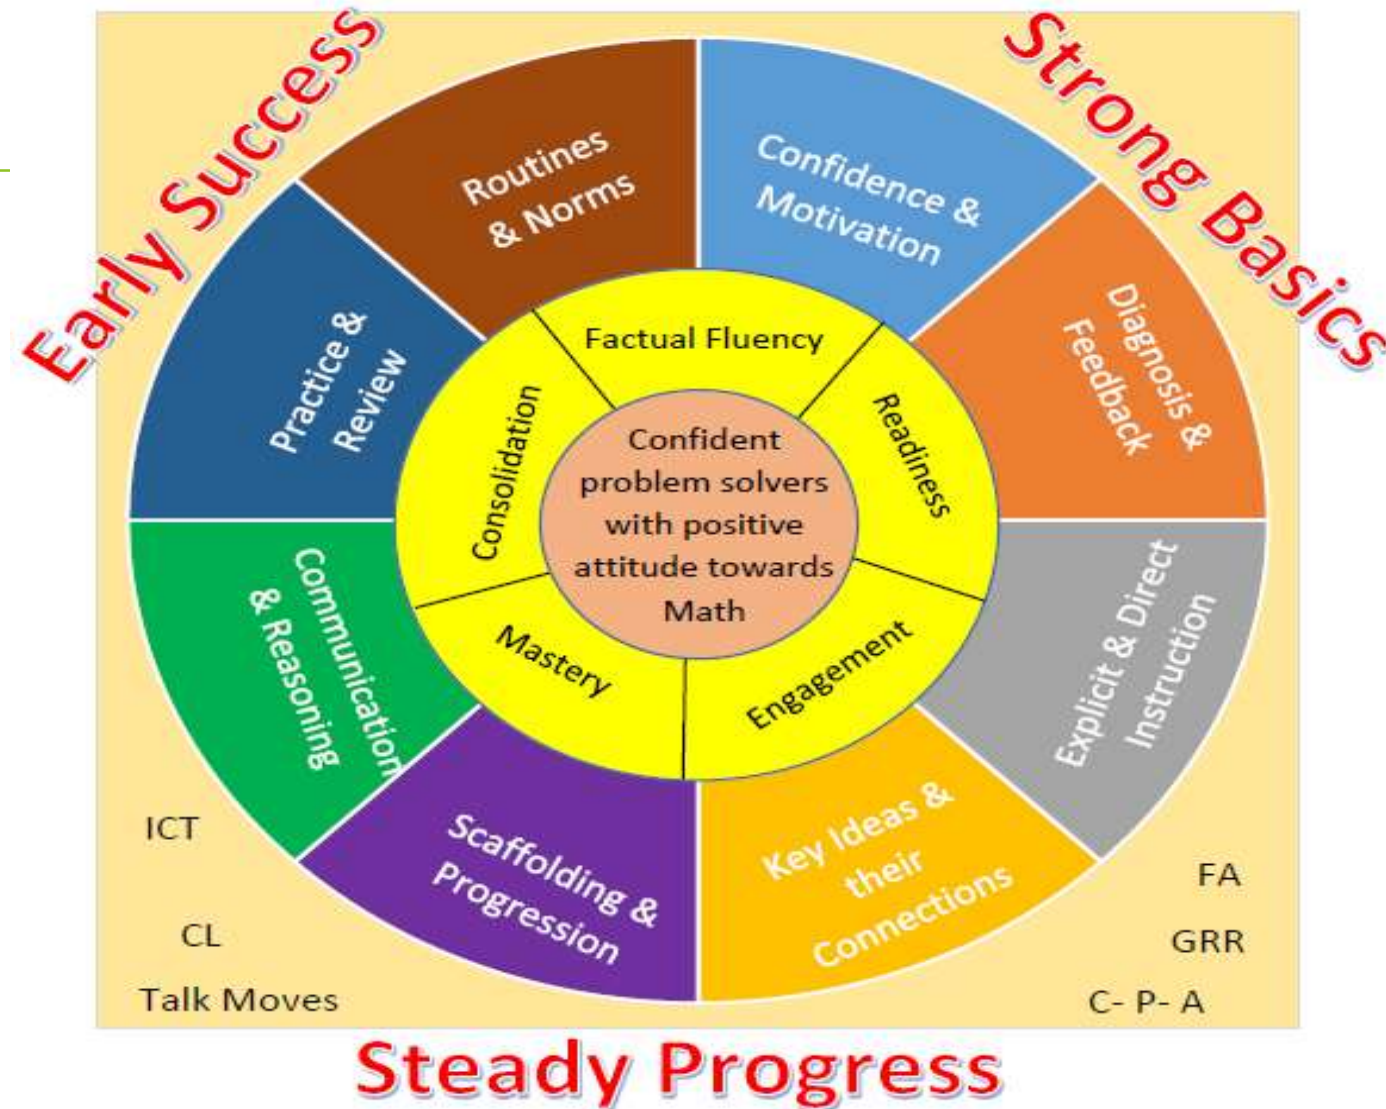 Early Success
Strong Basics
Routines
& Norms
Confidence &
Motivation
Diagnosis &
Feedback
Explicit & Direct
Instruction
Key Ideas &
their
Connections
Scaffolding &
Progression
Communication
& Reasoning
Practice &
Review
Factual Fluency
Readiness
Engagement
Mastery
Consolidation
Confident
problem solvers
with positive
attitude towards
Math
ICT
CL
Talk Moves
FA
GRR
C- P- A
Steady Progress